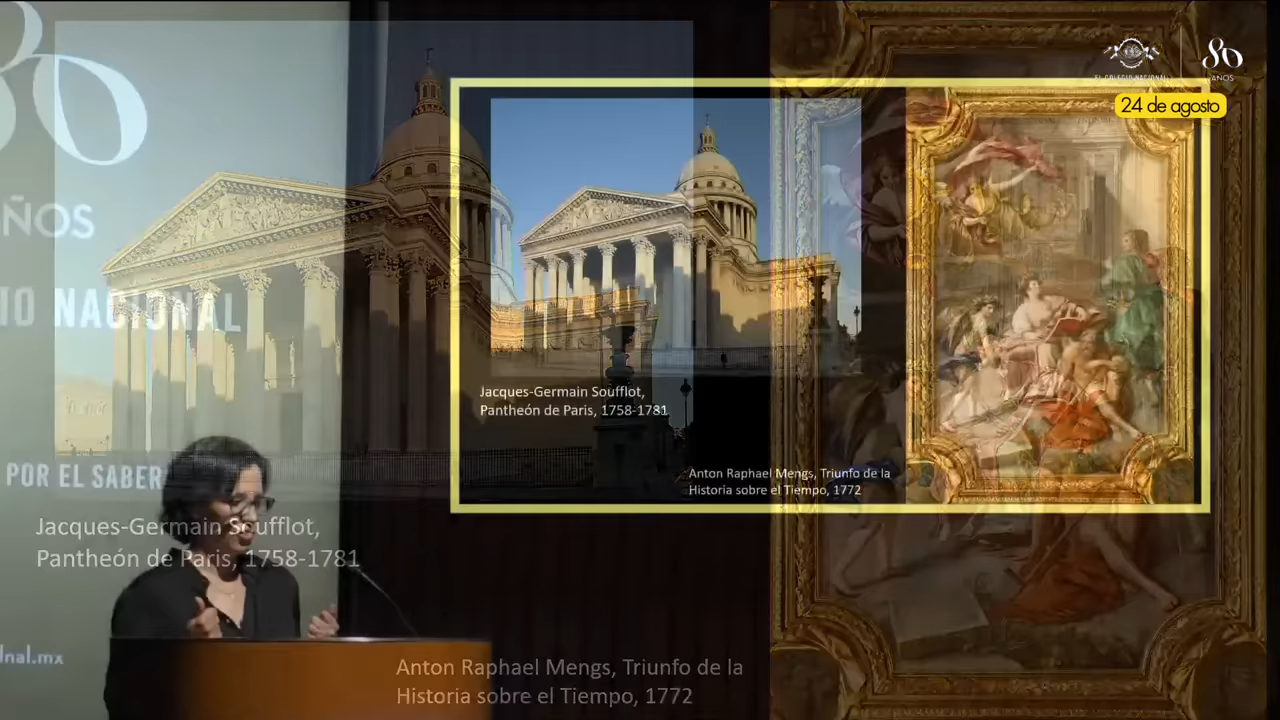 80
AÑOS
EL COLEGIO NACIONAL
80
AÑOS
24 de agosto
IO NACIONAL
POR EL SABER
nal.mx
Jacques-Germain Soufflot,
Pantheón de Paris, 1758-1781
Anton Raphael Mengs, Triunfo de la
Historia sobre el Tiempo, 1772
Jacques-Germain Soufflot,
Pantheón de Paris, 1758-1781
Anton Raphael Mengs, Triunfo de la
Historia sobre el Tiempo, 1772